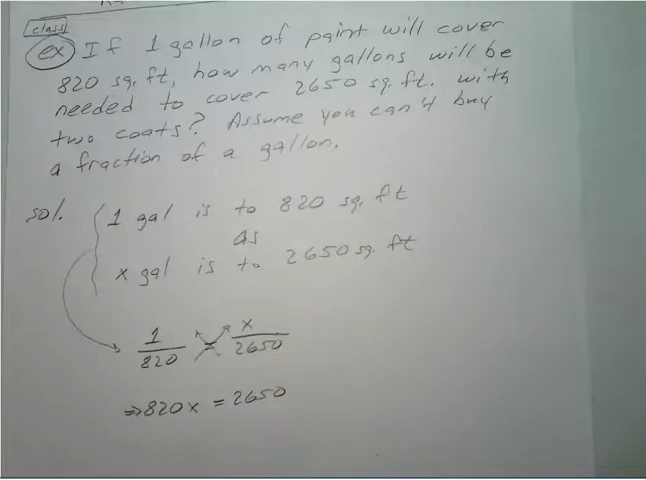 class
ex If 1 gallon of paint will cover
820 sq. ft, how many gallons will be
needed to cover 2650 sq. ft. with
two coats? Assume you can't buy
a fraction of a gallon.
sol. 1 gal is to 820 sq. ft
as
x gal is to 2650 sq. ft
1/820 = x/2650
⇒ 820x = 2650